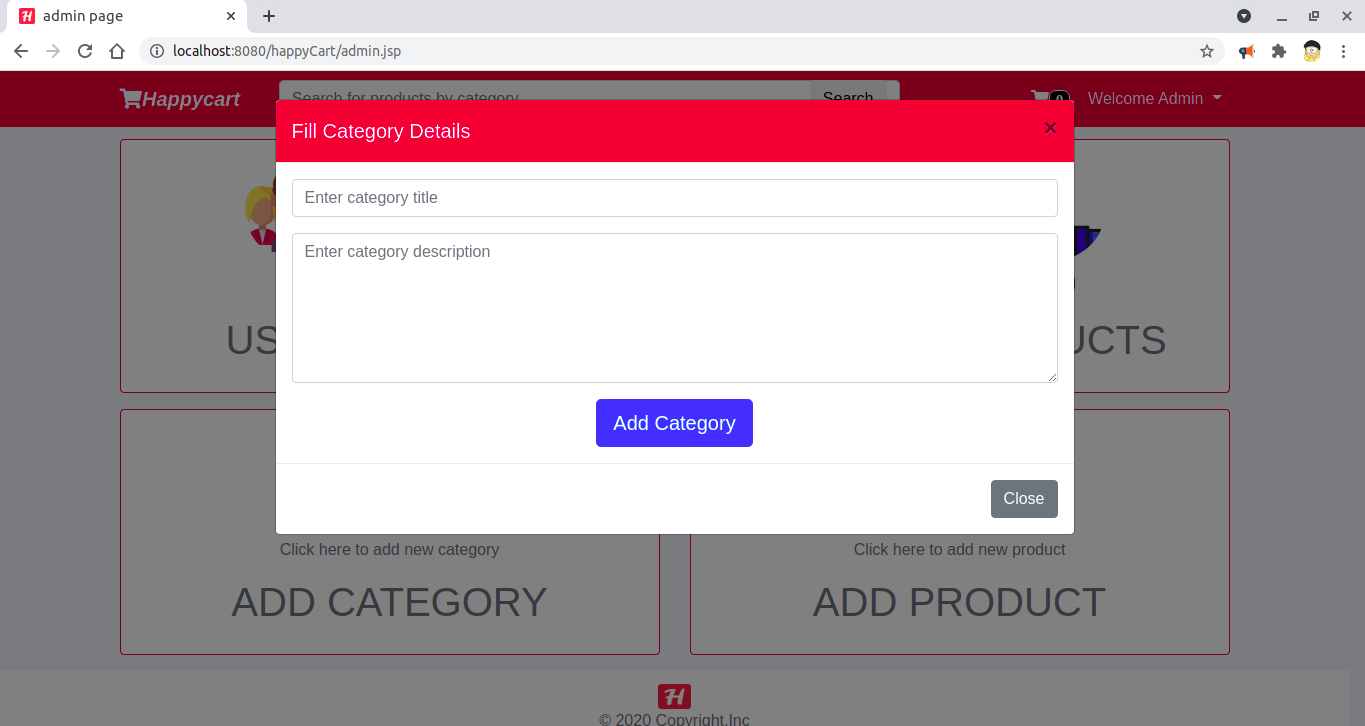 admin page
localhost:8080/happyCart/admin.jsp
Happycart
Search for products by category
Search
0
Welcome Admin
Fill Category Details
×
Enter category title
Enter category description
US
UCTS
Add Category
Close
Click here to add new category
ADD CATEGORY
Click here to add new product
ADD PRODUCT
H
© 2020 Copyright.Inc